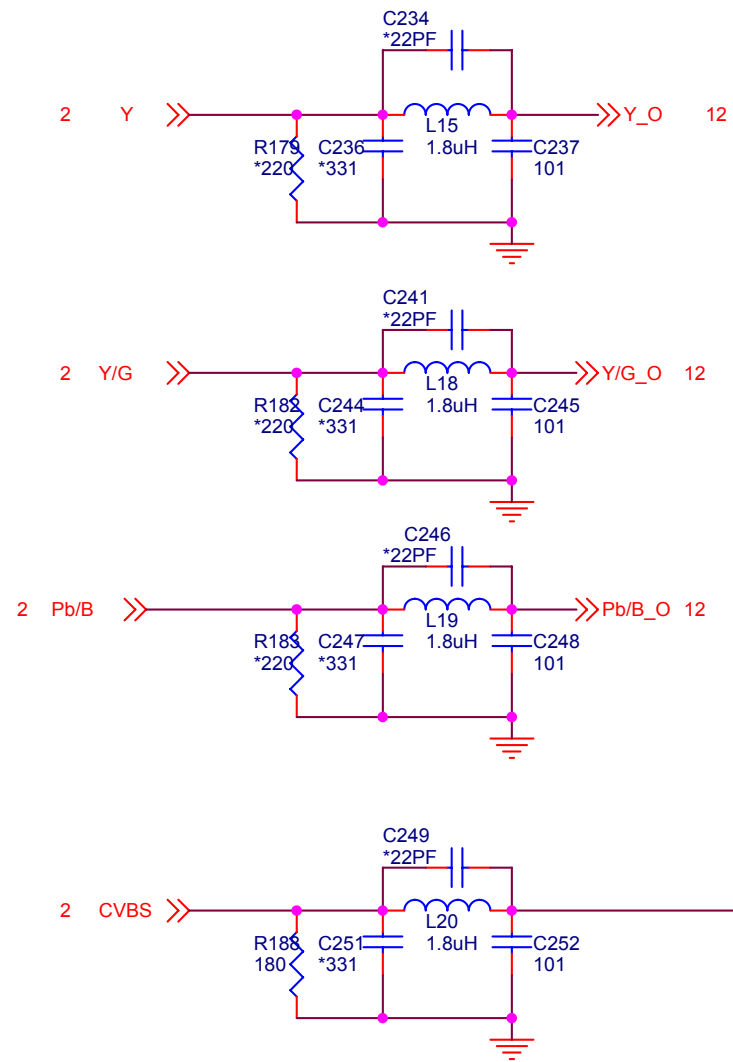 C234
*22PF
2 Y Y_O 12
L15
R179 C236 1.8uH C237
*220 *331 101
C241
*22PF
2 Y/G Y/G_O 12
L18
R182 C244 1.8uH C245
*220 *331 101
C246
*22PF
2 Pb/B Pb/B_O 12
L19
R183 C247 1.8uH C248
*220 *331 101
C249
*22PF
2 CVBS
L20
R188 C251 1.8uH C252
180 *331 101